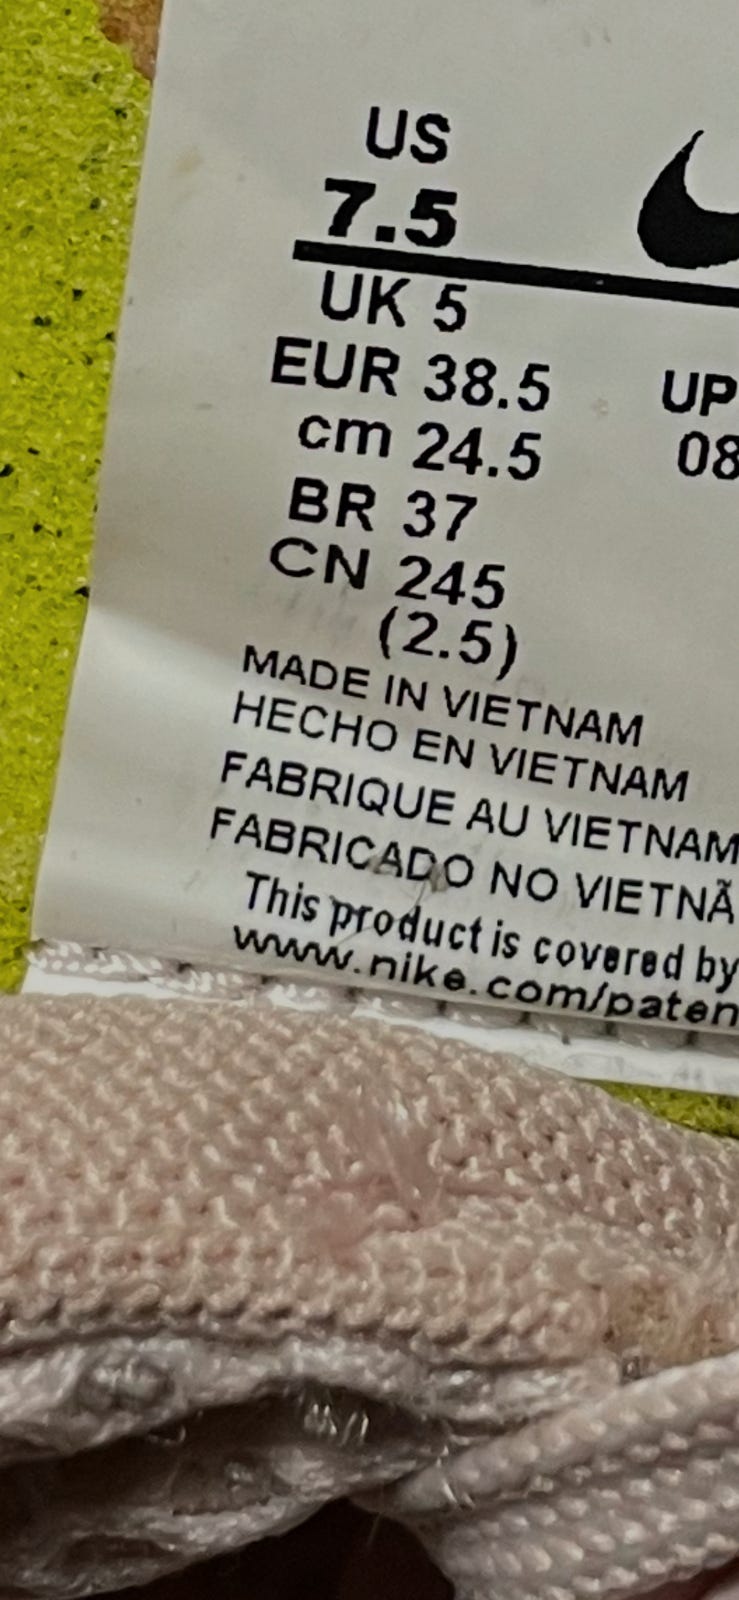 US
7.5
UK 5
EUR 38.5
UP
cm 24.5
08
BR 37
CN 245
(2.5)
MADE IN VIETNAM
HECHO EN VIETNAM
FABRIQUE AU VIETNAM
FABRICADO NO VIETNÃ
This product is covered by
www.nike.com/paten